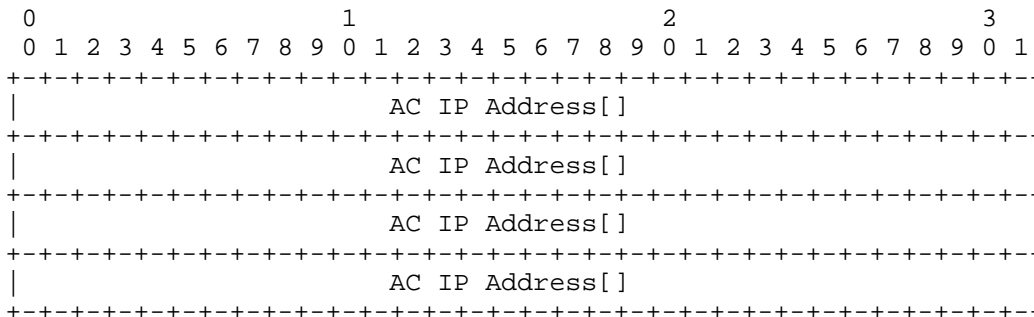 0                   1                   2                   3
 0 1 2 3 4 5 6 7 8 9 0 1 2 3 4 5 6 7 8 9 0 1 2 3 4 5 6 7 8 9 0 1
+-+-+-+-+-+-+-+-+-+-+-+-+-+-+-+-+-+-+-+-+-+-+-+-+-+-+-+-+-+-+-+-
|                       AC IP Address[]
+-+-+-+-+-+-+-+-+-+-+-+-+-+-+-+-+-+-+-+-+-+-+-+-+-+-+-+-+-+-+-+-
|                       AC IP Address[]
+-+-+-+-+-+-+-+-+-+-+-+-+-+-+-+-+-+-+-+-+-+-+-+-+-+-+-+-+-+-+-+-
|                       AC IP Address[]
+-+-+-+-+-+-+-+-+-+-+-+-+-+-+-+-+-+-+-+-+-+-+-+-+-+-+-+-+-+-+-+-
|                       AC IP Address[]
+-+-+-+-+-+-+-+-+-+-+-+-+-+-+-+-+-+-+-+-+-+-+-+-+-+-+-+-+-+-+-+-